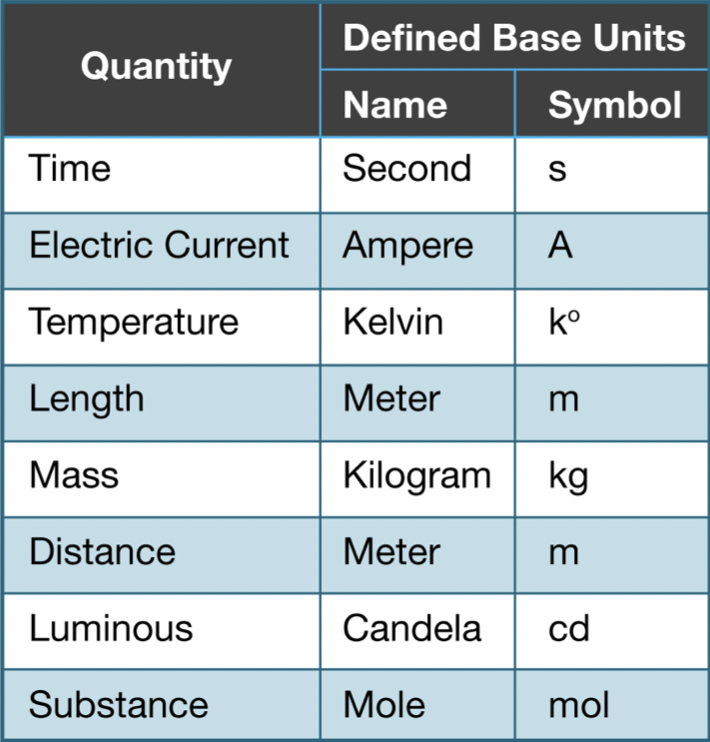 Quantity
Defined Base Units
Name Symbol
Time Second s
Electric Current Ampere A
Temperature Kelvin kº
Length Meter m
Mass Kilogram kg
Distance Meter m
Luminous Candela cd
Substance Mole mol